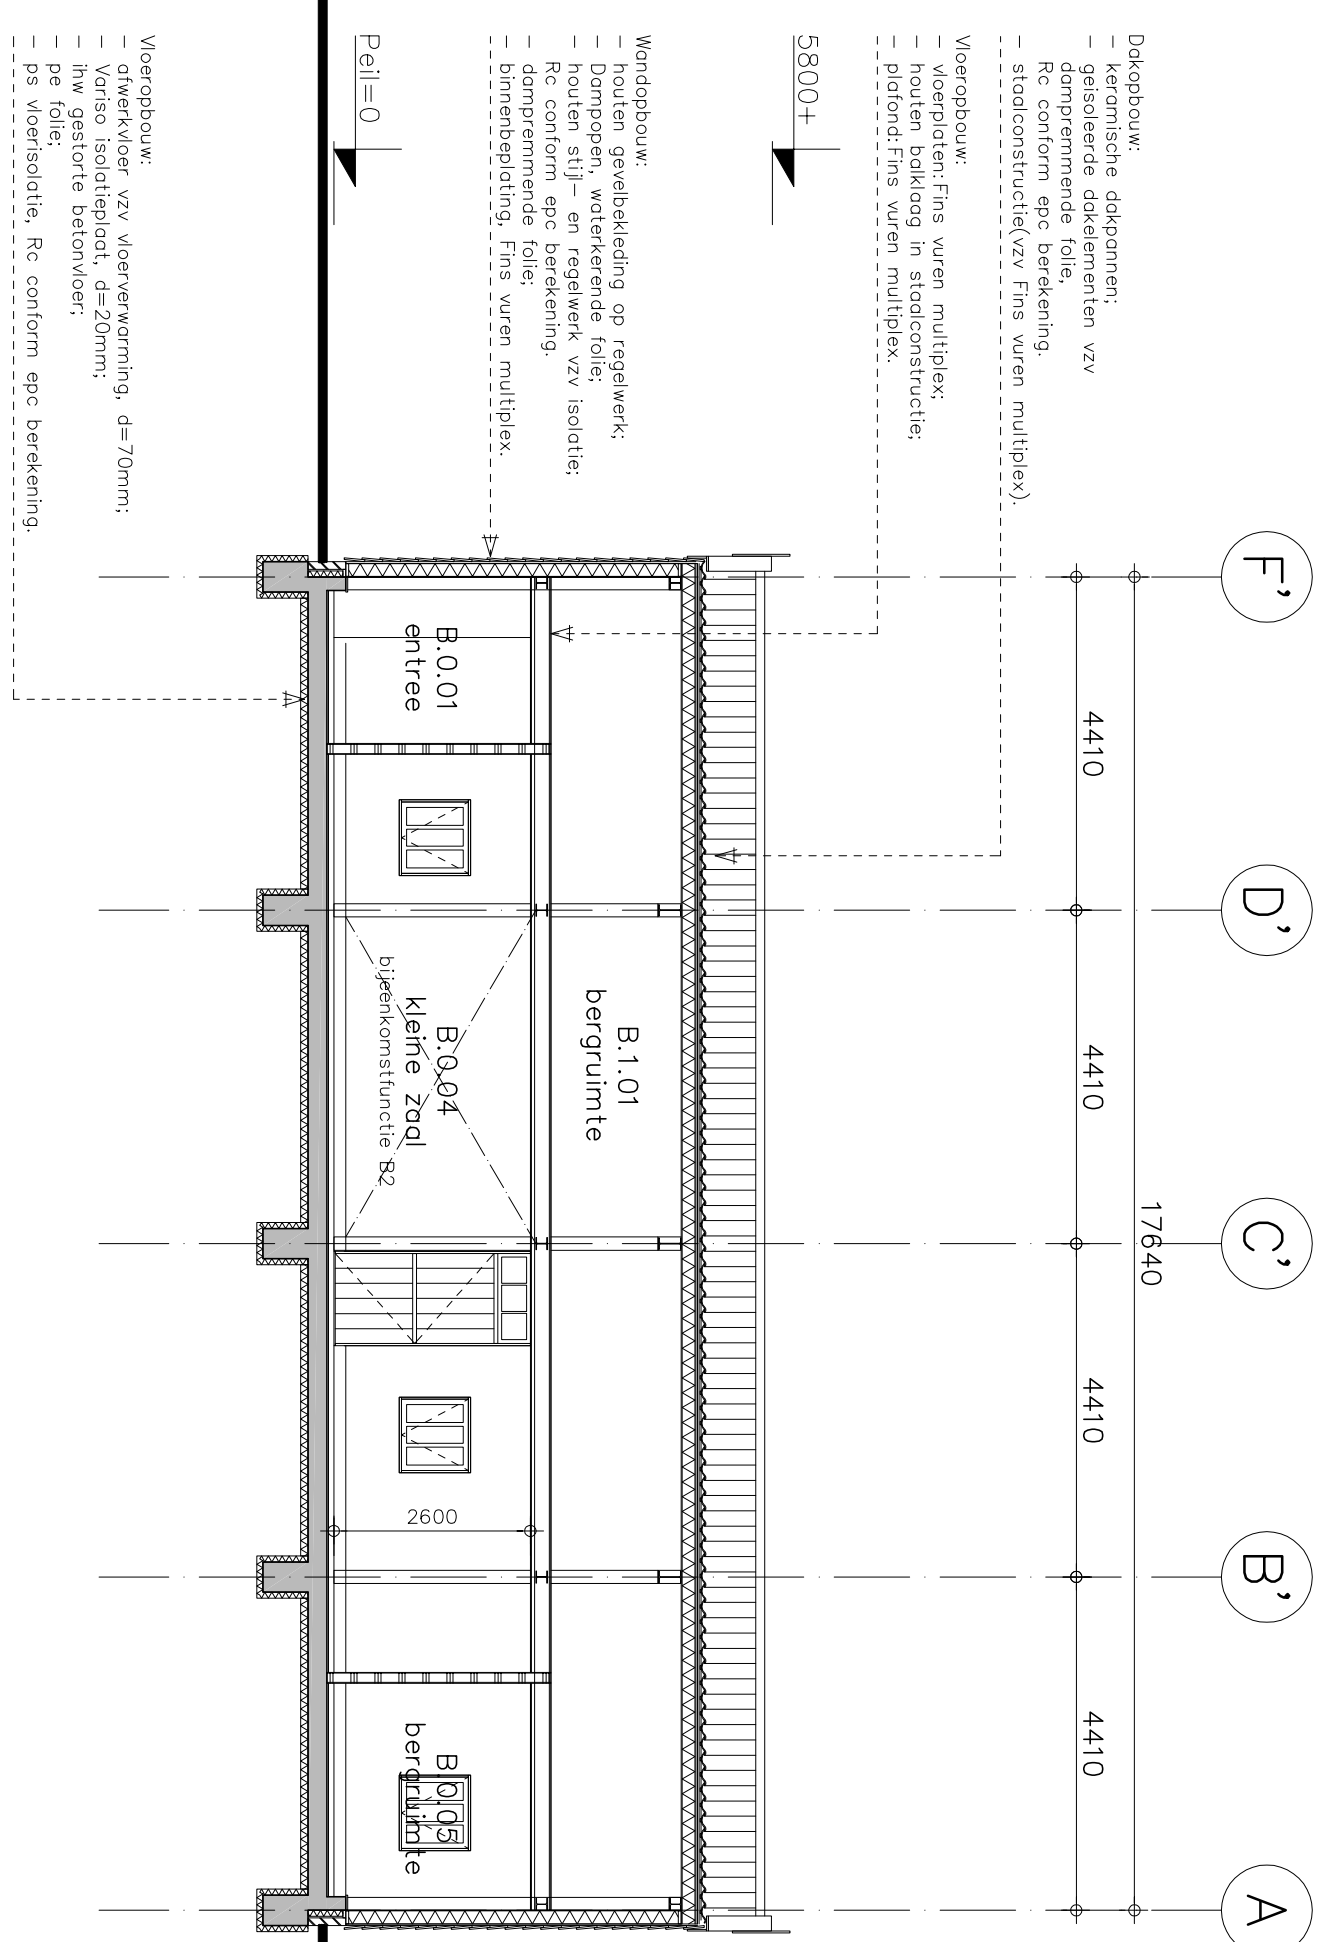 Dakopbouw:
- keramische dakpannen;
- geisoleerde dakelementen vzv
dampremmende folie,
Rc conform epc berekening.
- staalconstructie(vzv Fins vuren multiplex).
Vloeropbouw:
- vloerplaten: Fins vuren multiplex;
- houten balklaag in staalconstructie;
- plafond: Fins vuren multiplex.
5800+
Wandopbouw:
- houten gevelbekleding op regelwerk;
- Dampopen, waterkerende folie;
- houten stijl- en regelwerk vzv isolatie;
Rc conform epc berekening.
- dampremmende folie;
- binnenbeplating, Fins vuren multiplex.
Peil=0
Vloeropbouw:
- afwerkvloer vzv vloerverwarming, d=70mm;
- Variso isolatieplaat, d=20mm;
- ihw gestorte betonvloer;
- pe folie;
- ps vloerisolatie, Rc conform epc berekening.
F'
D'
C'
B'
A
17640
4410
4410
4410
4410
B.1.01
bergruimte
B.0.01
entree
B.0.04
kleine zaal
bijeenkomstfunctie B2
2600
B.0.05
bergruimte